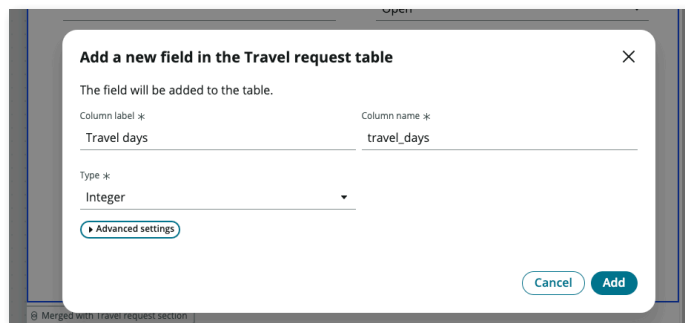 Open
Add a new field in the Travel request table
The field will be added to the table.
Column label *
Column name *
Travel days
travel_days
Type *
Integer
Advanced settings
Cancel
Add
Merged with Travel request section